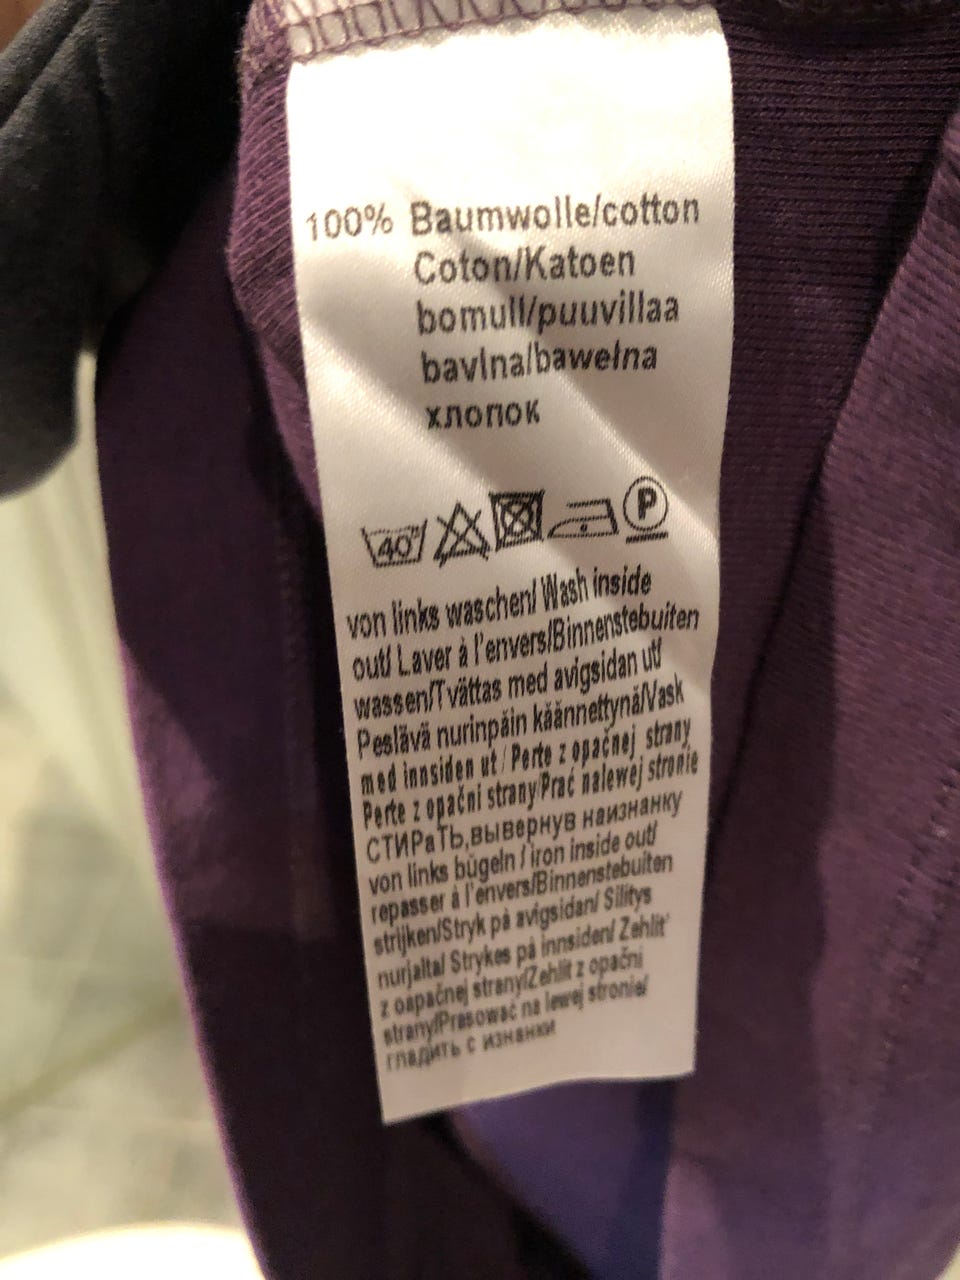 100% Baumwolle/cotton
Coton/Katoen
bomull/puuvillaa
bavlna/bawełna
хлопок
40° P
von links waschen/ Wash inside
out/ Laver à l'envers/Binnenstebuiten
wassen/Tvättas med avigsidan ut/
Peslävä nurinpäin käännettynä/Vask
med innsiden ut / Perte z opačnej strany
Perte z opačni strany/Prać nalewej stronie
СТИРаТЬ,вывернув наизнанку
von links bügeln / iron inside out/
repasser à l'envers/Binnenstebuiten
strijken/Stryk på avigsidan/ Silitys
nurjalta/ Strykes på innsiden/ Zehlit'
z oapačnej strany/Zehlit z opačni
strany/Prasować na lewej stronie/
гладить с изнанки